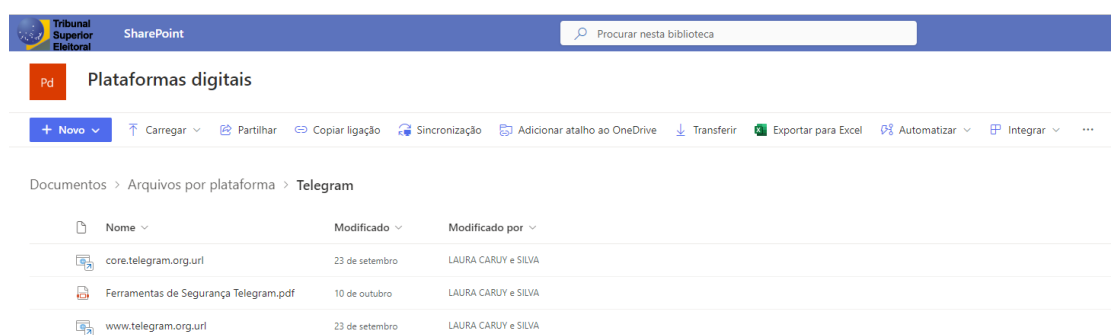 Tribunal
Superior
Eleitoral
SharePoint
Procurar nesta biblioteca
Pd
Plataformas digitais
+ Novo Carregar Partilhar Copiar ligação Sincronização Adicionar atalho ao OneDrive Transferir Exportar para Excel Automatizar Integrar ...
Documentos > Arquivos por plataforma > Telegram
Nome Modificado Modificado por
core.telegram.org.url 23 de setembro LAURA CARUY e SILVA
Ferramentas de Segurança Telegram.pdf 10 de outubro LAURA CARUY e SILVA
www.telegram.org.url 23 de setembro LAURA CARUY e SILVA